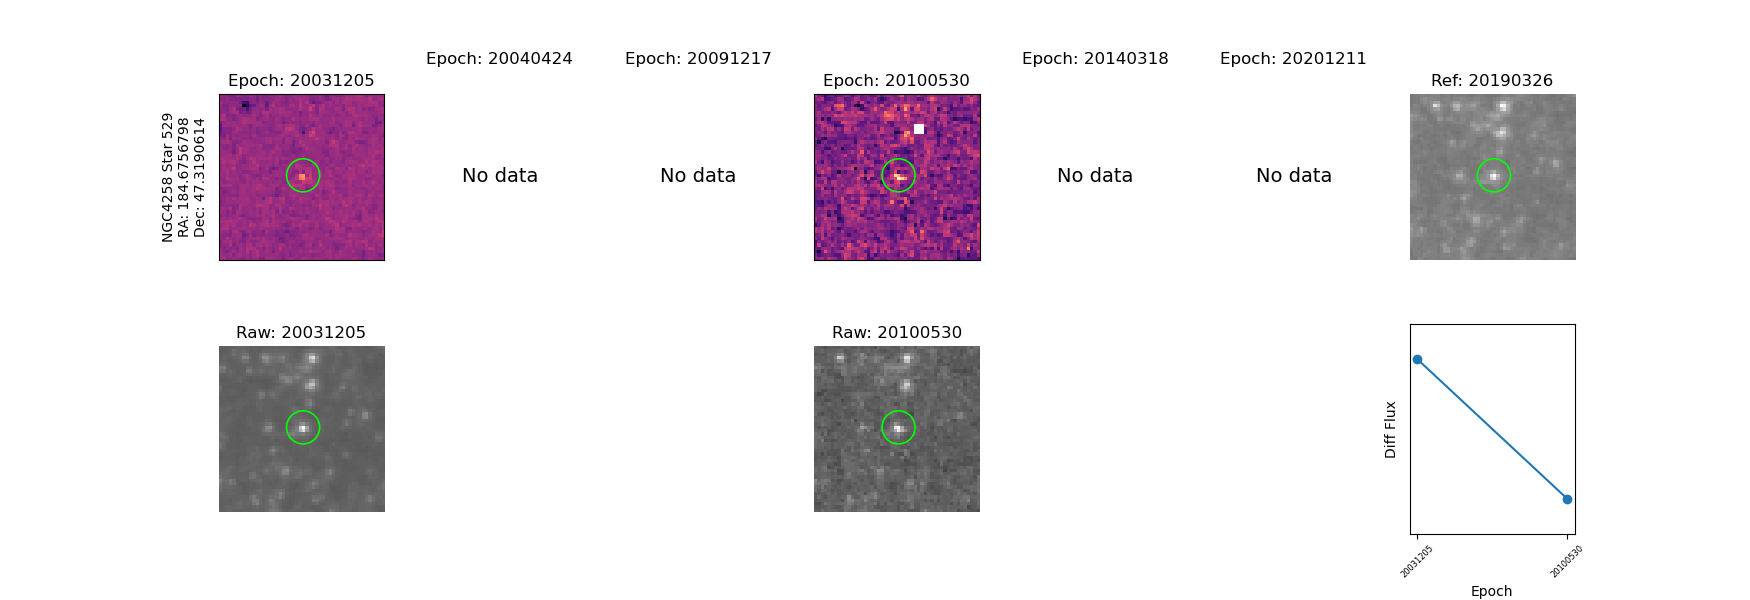 Epoch: 20031205
Epoch: 20040424
Epoch: 20091217
Epoch: 20100530
Epoch: 20140318
Epoch: 20201211
Ref: 20190326
NGC4258 Star 529
RA: 184.6756798
Dec: 47.3190614
No data
No data
No data
No data
Raw: 20031205
Raw: 20100530
Diff Flux
20031205
20100530
Epoch